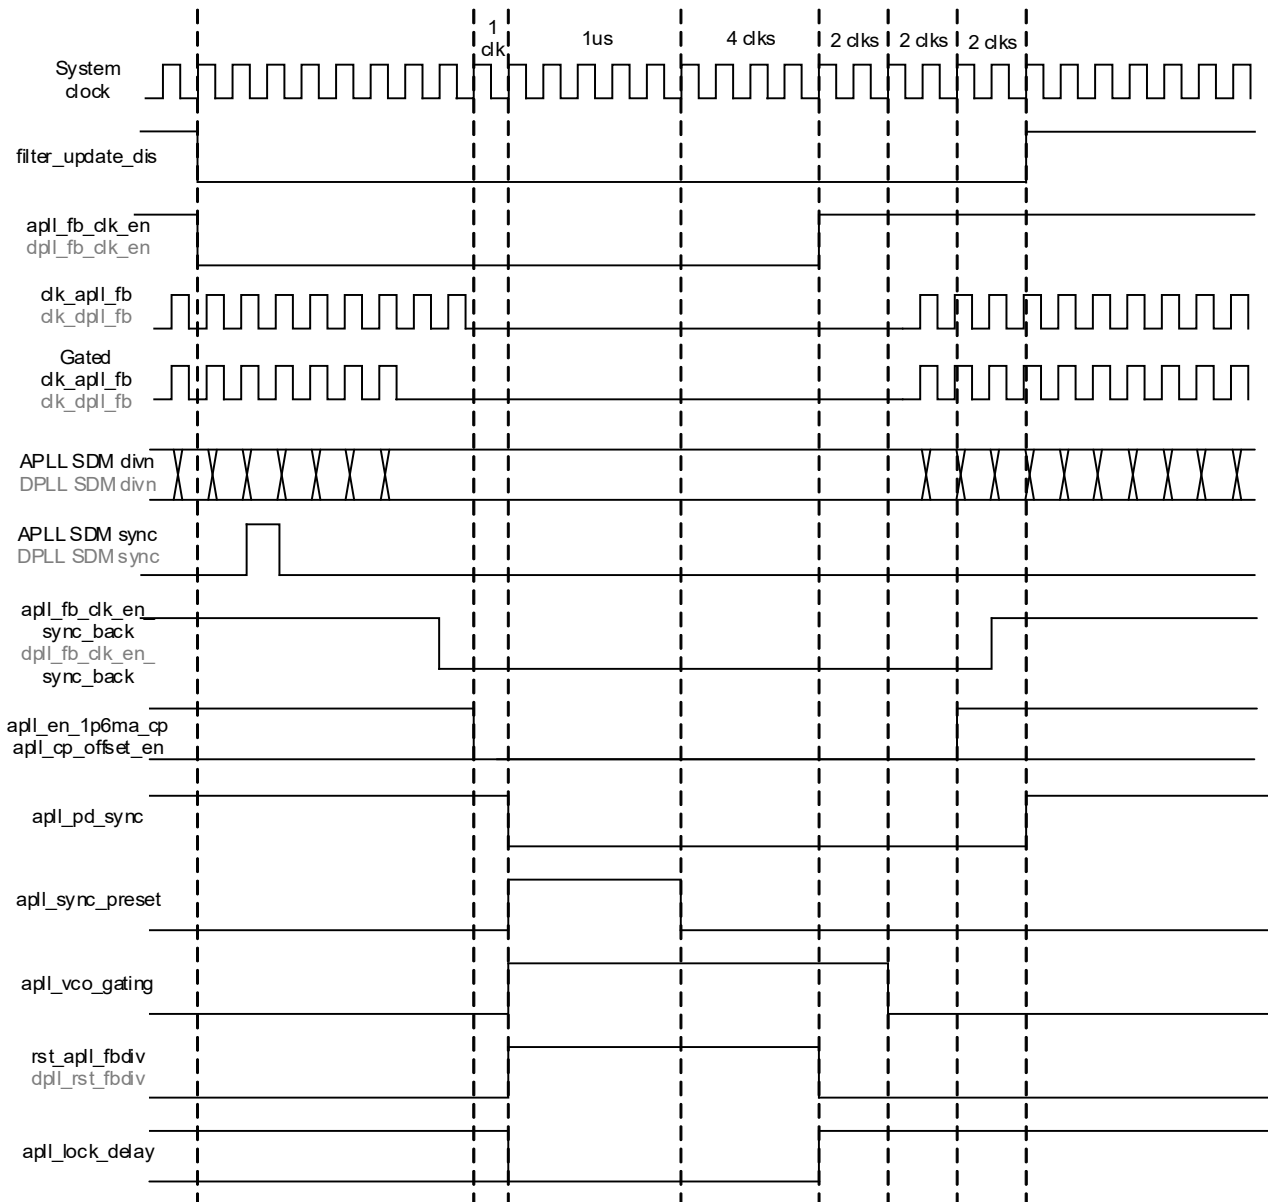 1
clk
1us
4 clks
2 clks
2 clks
2 clks
System
clock
filter_update_dis
apll_fb_clk_en
dpll_fb_clk_en
clk_apll_fb
clk_dpll_fb
Gated
clk_apll_fb
clk_dpll_fb
APLL SDM divn
DPLL SDM divn
APLL SDM sync
DPLL SDM sync
apll_fb_clk_en_
sync_back
dpll_fb_clk_en_
sync_back
apll_en_1p6ma_cp
apll_cp_offset_en
apll_pd_sync
apll_sync_preset
apll_vco_gating
rst_apll_fbdiv
dpll_rst_fbdiv
apll_lock_delay